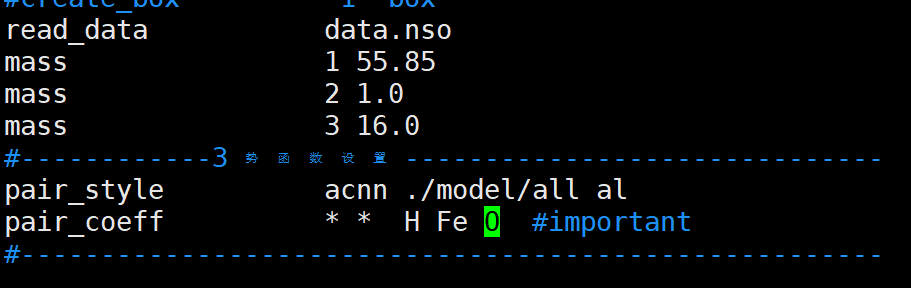 #create_box          1  box
read_data           data.nso
mass                1 55.85
mass                2 1.0
mass                3 16.0
#------------3 势 函 数 设 置 ------------------------------
pair_style          acnn ./model/all al
pair_coeff          * *  H Fe O  #important
#------------------------------------------------------